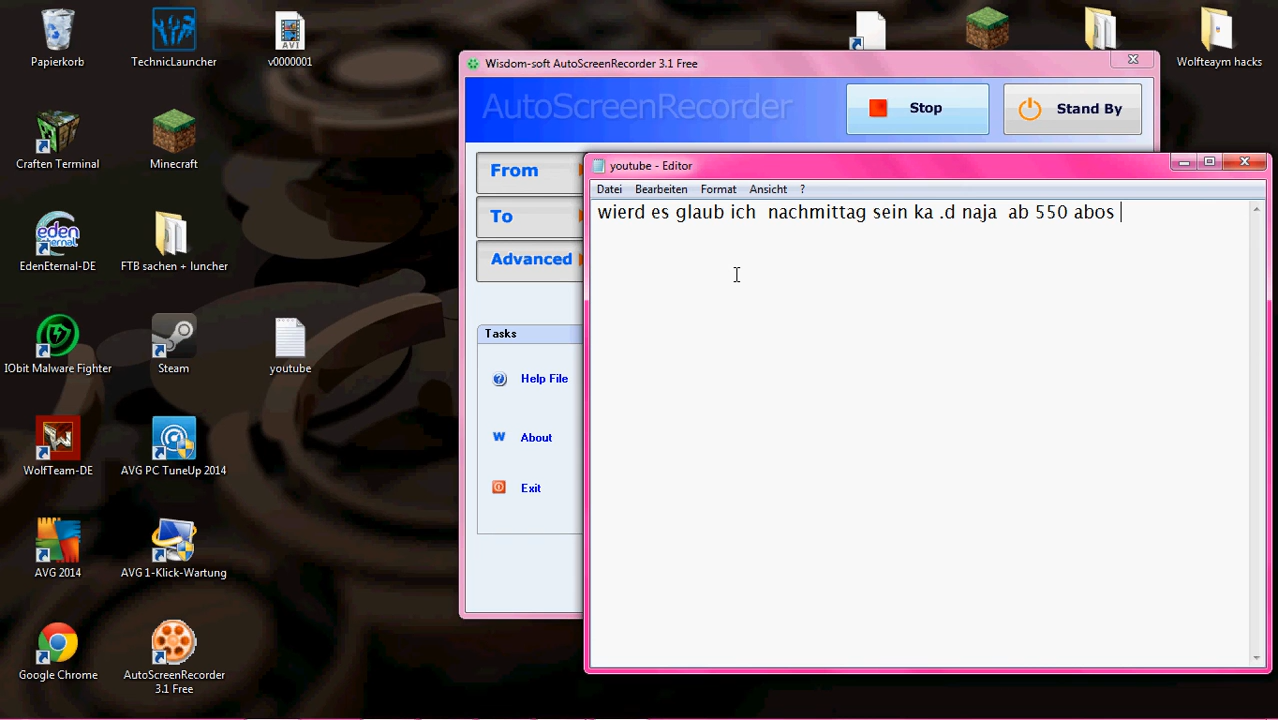 Papierkorb
TechnicLauncher
AVI
v0000001
Wolfteaym hacks
Craften Terminal
Minecraft
eden eternal
EdenEternal-DE
FTB sachen + luncher
IObit Malware Fighter
Steam
youtube
WolfTeam-DE
AVG PC TuneUp 2014
AVG 2014
AVG 1-Klick-Wartung
Google Chrome
AutoScreenRecorder
3.1 Free
Wisdom-soft AutoScreenRecorder 3.1 Free
AutoScreenRecorder
Stop
Stand By
From
To
Advanced
Tasks
Help File
About
Exit
youtube - Editor
Datei Bearbeiten Format Ansicht ?
wierd es glaub ich  nachmittag sein ka .d naja  ab 550 abos